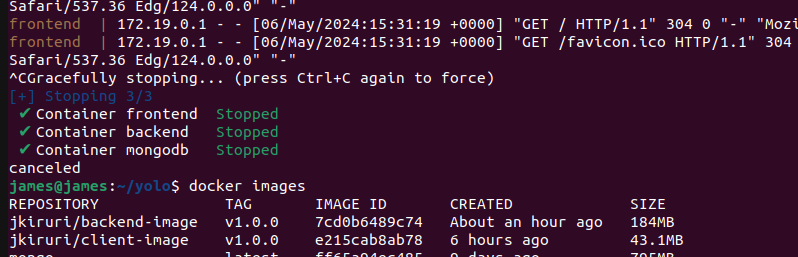 Safari/537.36 Edg/124.0.0.0" "-"
frontend | 172.19.0.1 - - [06/May/2024:15:31:19 +0000] "GET / HTTP/1.1" 304 0 "-" "Mozi
frontend | 172.19.0.1 - - [06/May/2024:15:31:19 +0000] "GET /favicon.ico HTTP/1.1" 304
Safari/537.36 Edg/124.0.0.0" "-"
^CGracefully stopping... (press Ctrl+C again to force)
[+] Stopping 3/3
✔ Container frontend Stopped
✔ Container backend Stopped
✔ Container mongodb Stopped
canceled
james@james:~/yolo$ docker images
REPOSITORY TAG IMAGE ID CREATED SIZE
jkiruri/backend-image v1.0.0 7cd0b6489c74 About an hour ago 184MB
jkiruri/client-image v1.0.0 e215cab8ab78 6 hours ago 43.1MB
mongo latest days ago